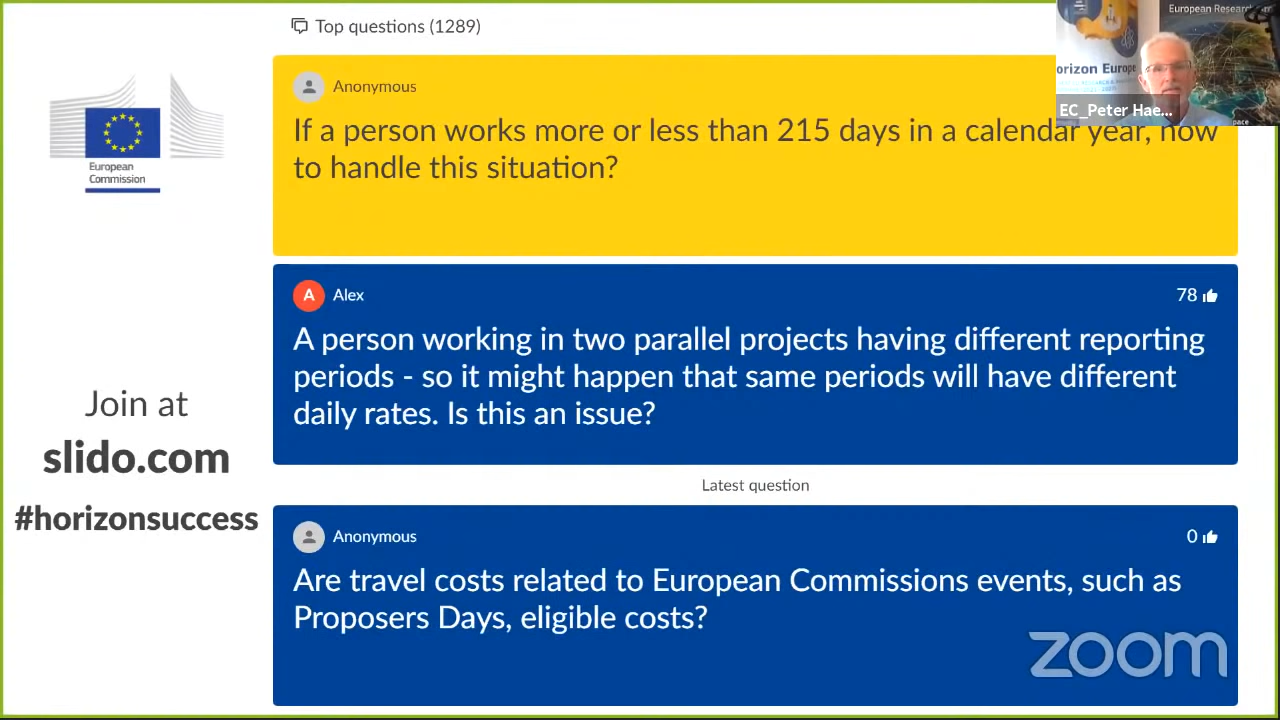 Top questions (1289)
European Resear
orizon Europe
EC_Peter Hae...
pace
Anonymous
If a person works more or less than 215 days in a calendar year, how
to handle this situation?
European
Commission
A
Alex
78
A person working in two parallel projects having different reporting
periods - so it might happen that same periods will have different
daily rates. Is this an issue?
Join at
slido.com
#horizonsuccess
Latest question
Anonymous
0
Are travel costs related to European Commissions events, such as
Proposers Days, eligible costs?
zoom